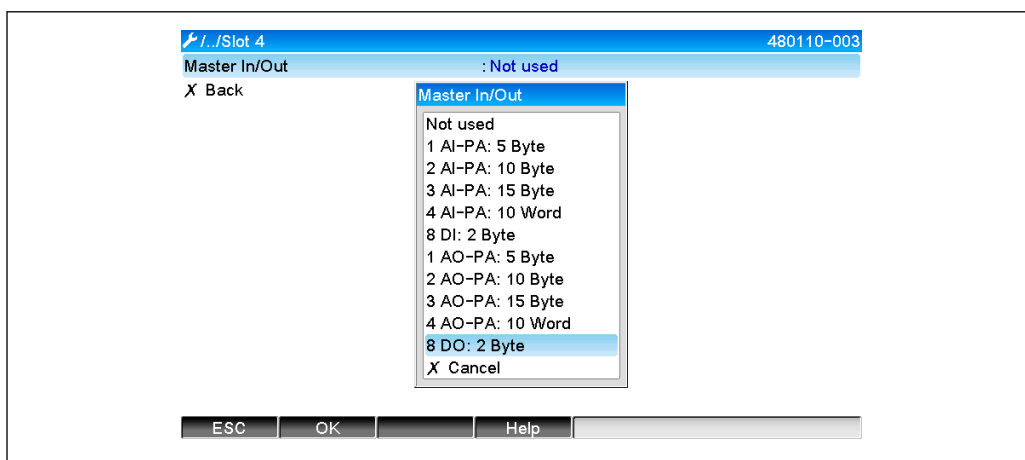 /../Slot 4 480110-003
Master In/Out : Not used
X Back
Master In/Out
Not used
1 AI-PA: 5 Byte
2 AI-PA: 10 Byte
3 AI-PA: 15 Byte
4 AI-PA: 10 Word
8 DI: 2 Byte
1 AO-PA: 5 Byte
2 AO-PA: 10 Byte
3 AO-PA: 15 Byte
4 AO-PA: 10 Word
8 DO: 2 Byte
X Cancel
ESC OK Help